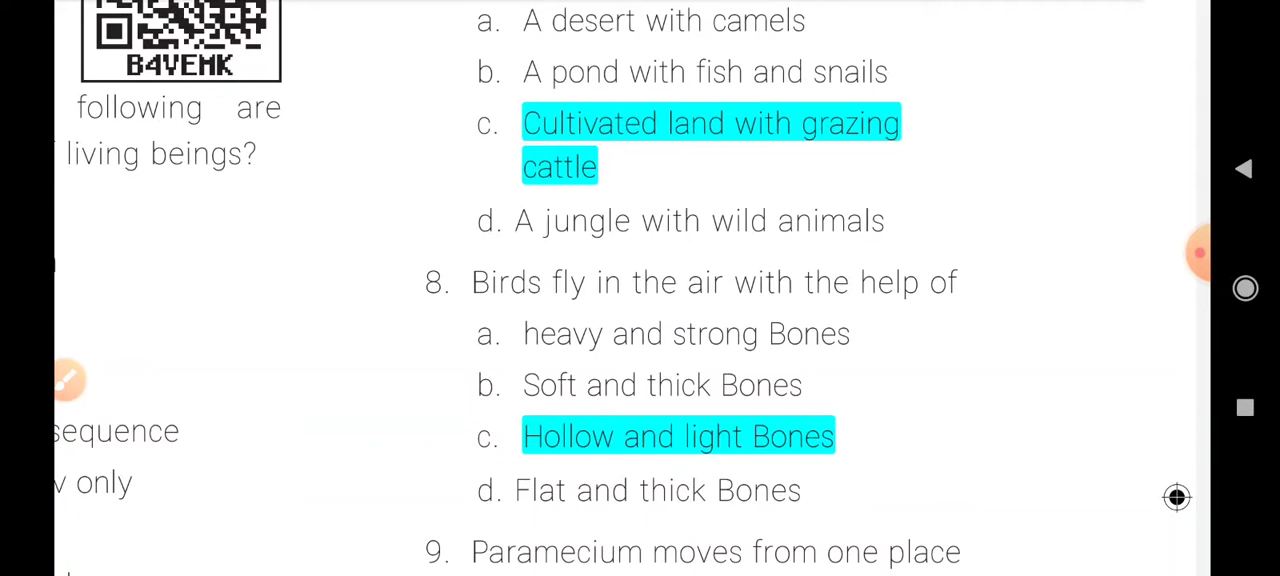 B4VEMK
following are
living beings?
sequence
only
a. A desert with camels
b. A pond with fish and snails
c. Cultivated land with grazing
cattle
d. A jungle with wild animals
8. Birds fly in the air with the help of
a. heavy and strong Bones
b. Soft and thick Bones
c. Hollow and light Bones
d. Flat and thick Bones
9. Paramecium moves from one place